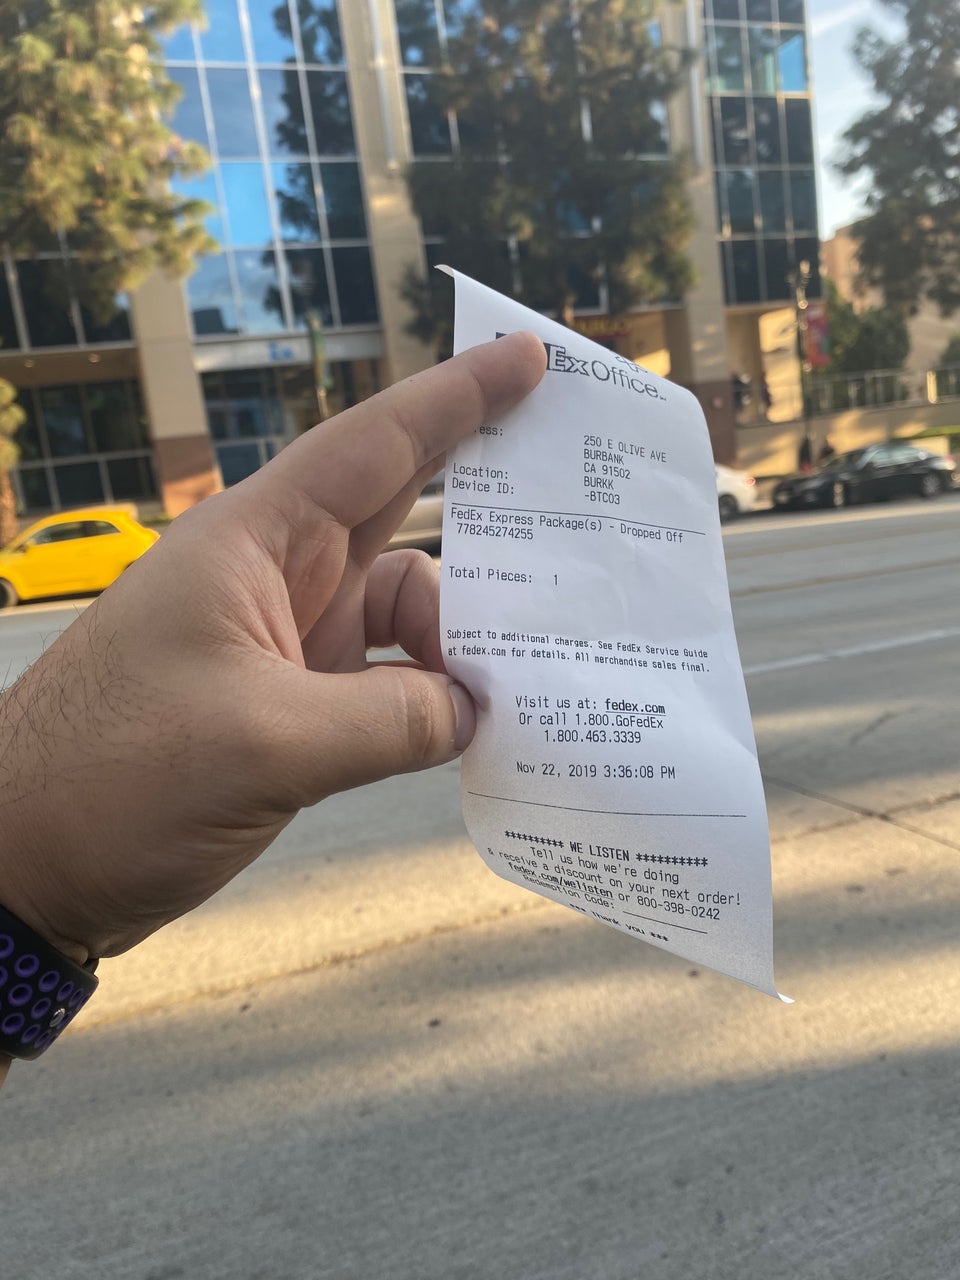 Ex Office
ess: 250 E OLIVE AVE
BURBANK
CA 91502
Location: BURKK
Device ID: -BTC03
FedEx Express Package(s) - Dropped Off
778245274255
Total Pieces: 1
Subject to additional charges. See FedEx Service Guide
at fedex.com for details. All merchandise sales final.
Visit us at: fedex.com
Or call 1.800.GoFedEx
1.800.463.3339
Nov 22, 2019 3:36:08 PM
********** WE LISTEN **********
Tell us how we're doing
& receive a discount on your next order!
fedex.com/welisten or 800-398-0242
Redemption Code:
*** Thank you ***